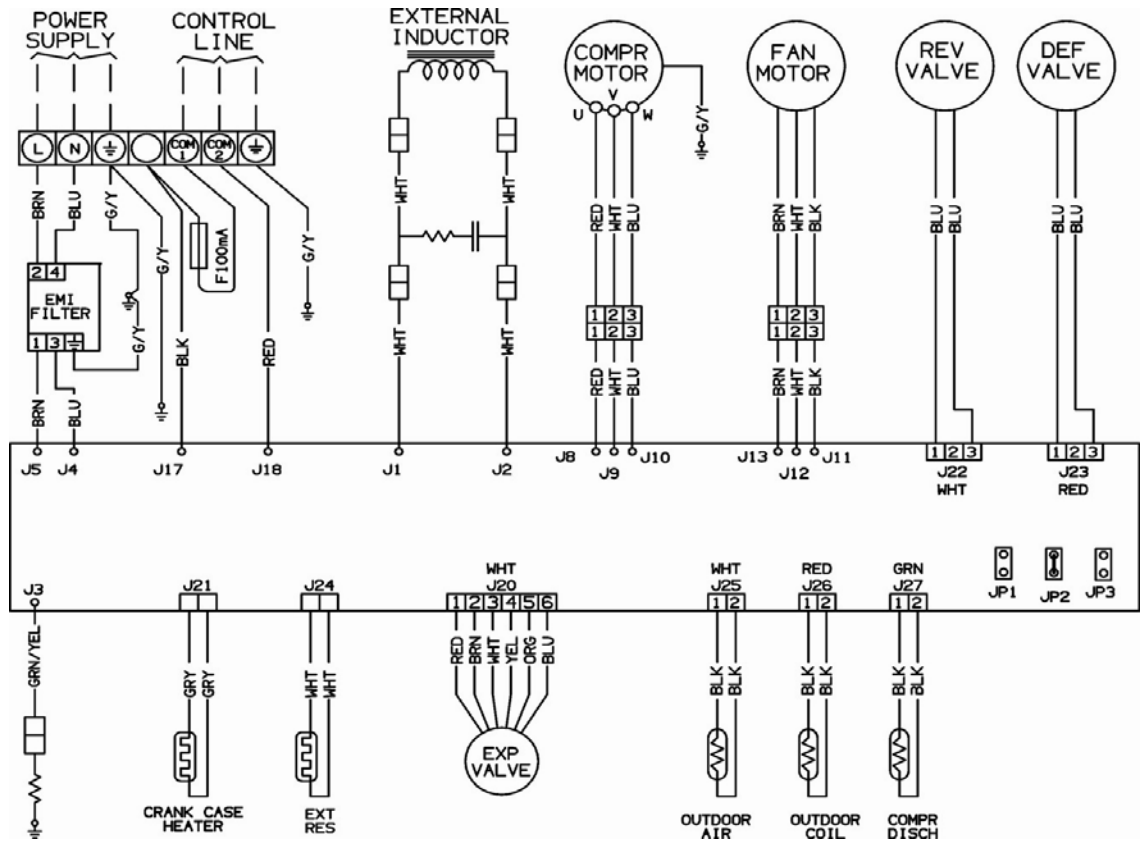 POWER
SUPPLY
CONTROL
LINE
EXTERNAL
INDUCTOR
COMPR
MOTOR
U
V
W
FAN
MOTOR
REV
VALVE
DEF
VALVE
L
N
COM
1
COM
2
G/Y
BRN
BLU
G/Y
G/Y
F100mA
G/Y
WHT
WHT
RED
WHT
BLU
BRN
WHT
BLK
BLU
BLU
BLU
BLU
2 4
EMI
FILTER
1 3
G/Y
BLK
RED
WHT
WHT
1 2 3
1 2 3
1 2 3
1 2 3
BRN
BLU
RED
WHT
BLU
BRN
WHT
BLK
J5
J4
J17
J18
J1
J2
J8
J9
J10
J13
J12
J11
1 2 3
J22
WHT
1 2 3
J23
RED
J3
J21
J24
WHT
J20
1 2 3 4 5 6
WHT
J25
1 2
RED
J26
1 2
GRN
J27
1 2
JP1
JP2
JP3
GRN/YEL
GRY
GRY
WHT
WHT
RED
BRN
WHT
YEL
ORG
BLU
BLK
BLK
BLK
BLK
BLK
BLK
EXP
VALVE
CRANK CASE
HEATER
EXT
RES
OUTDOOR
AIR
OUTDOOR
COIL
COMPR
DISCH